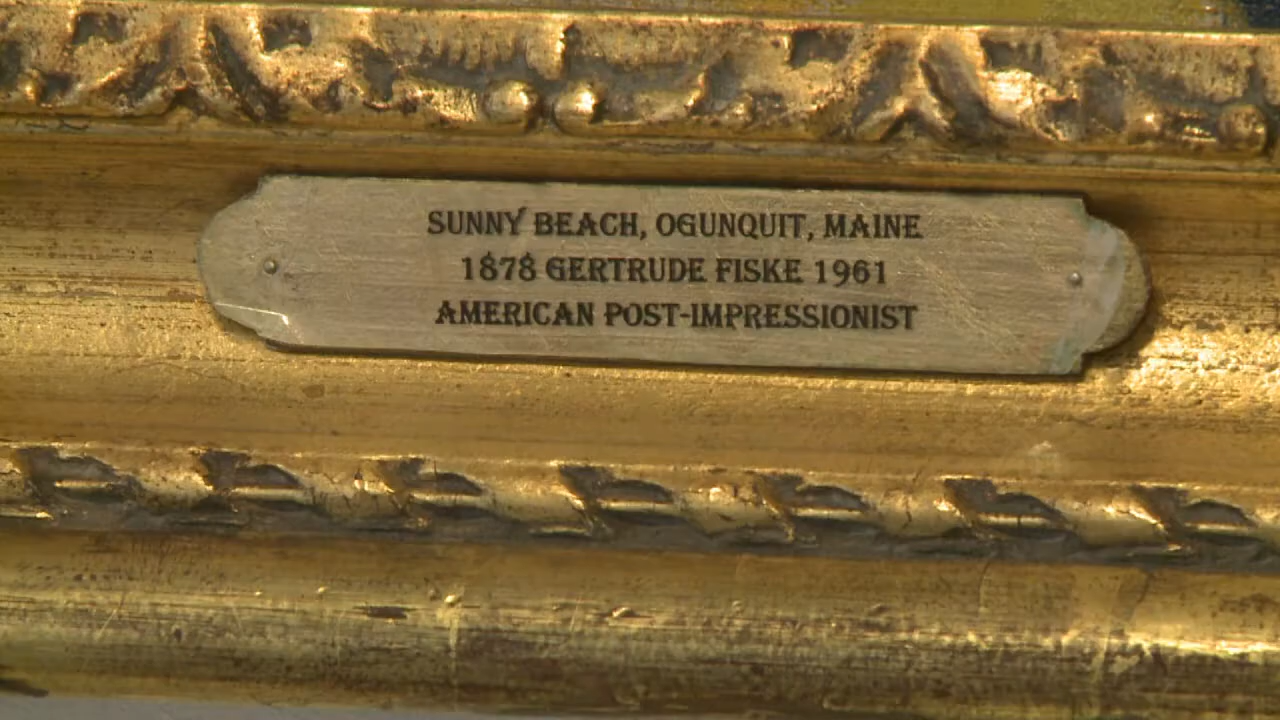 SUNNY BEACH, OGUNQUIT, MAINE
1878 GERTRUDE FISKE 1961
AMERICAN POST-IMPRESSIONIST